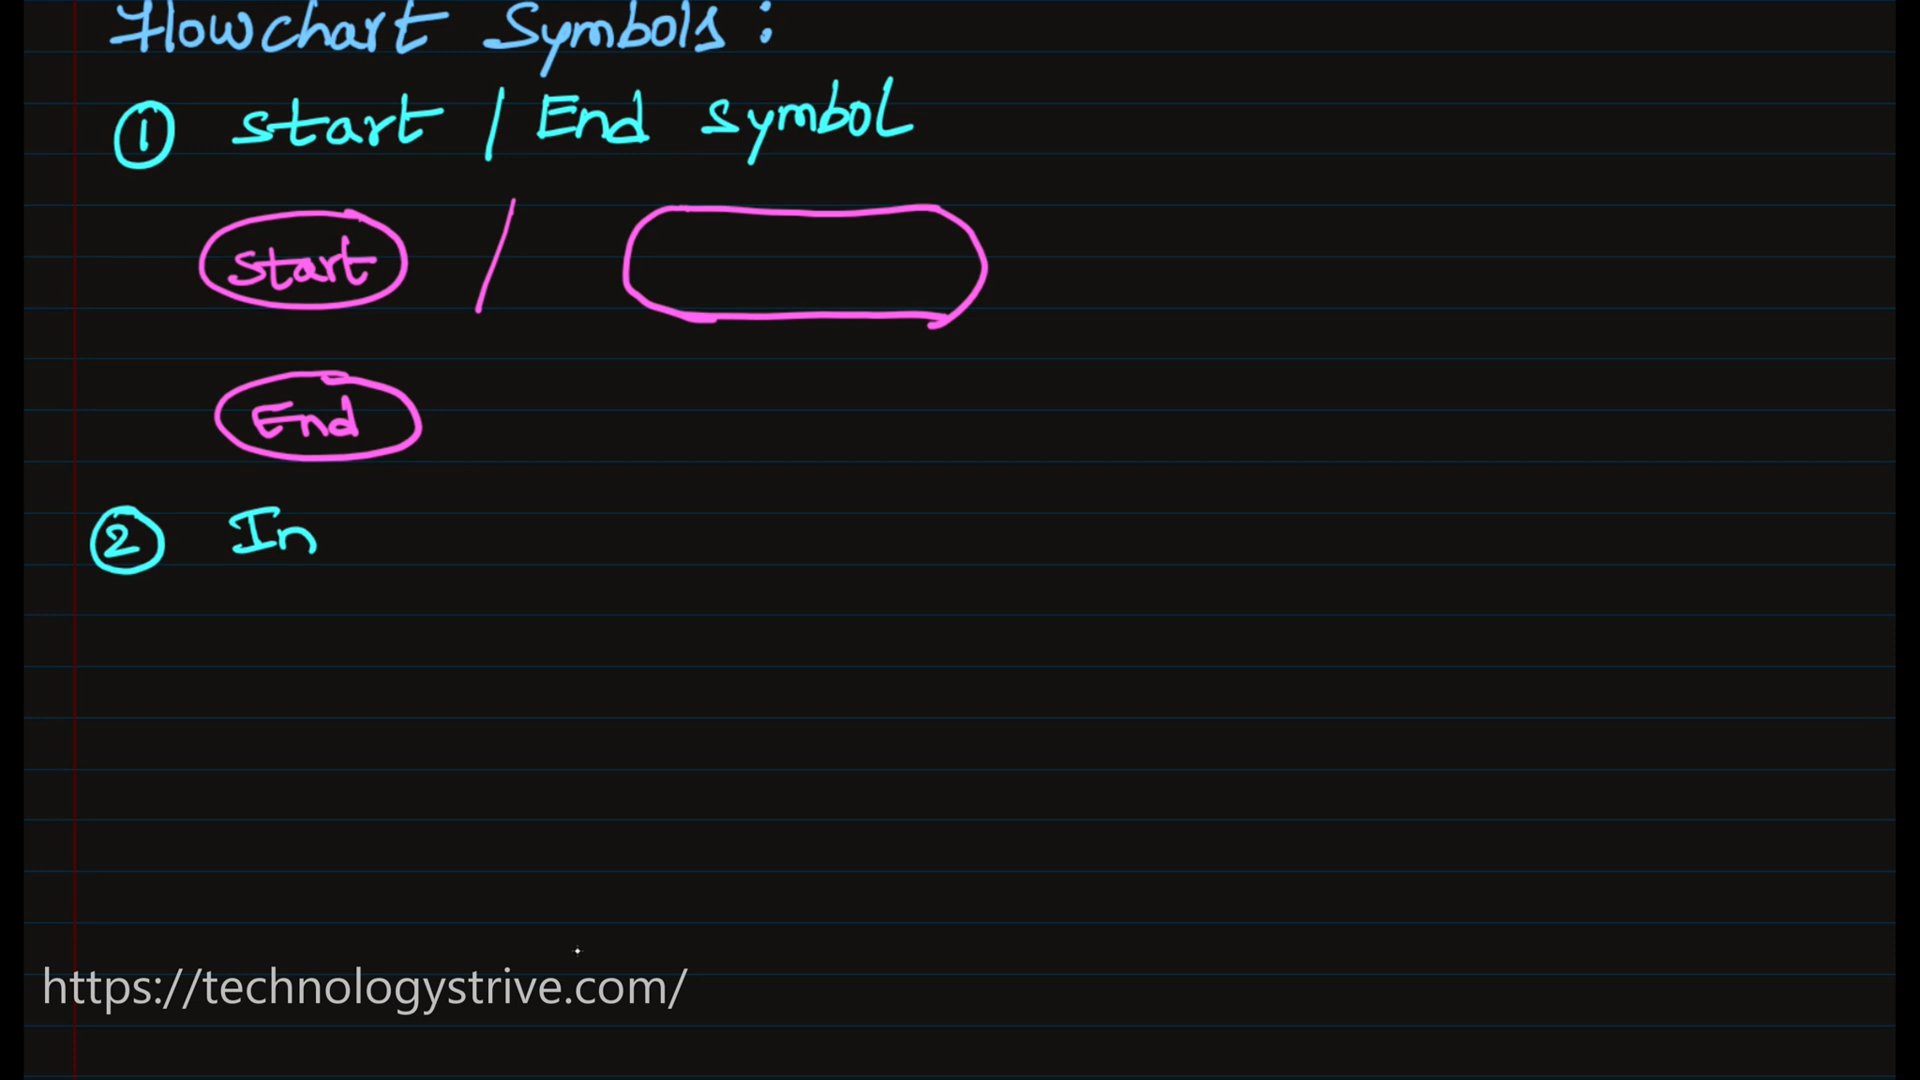 Flowchart Symbols :
① Start / End Symbol
Start /
End
② In
https://technologystrive.com/